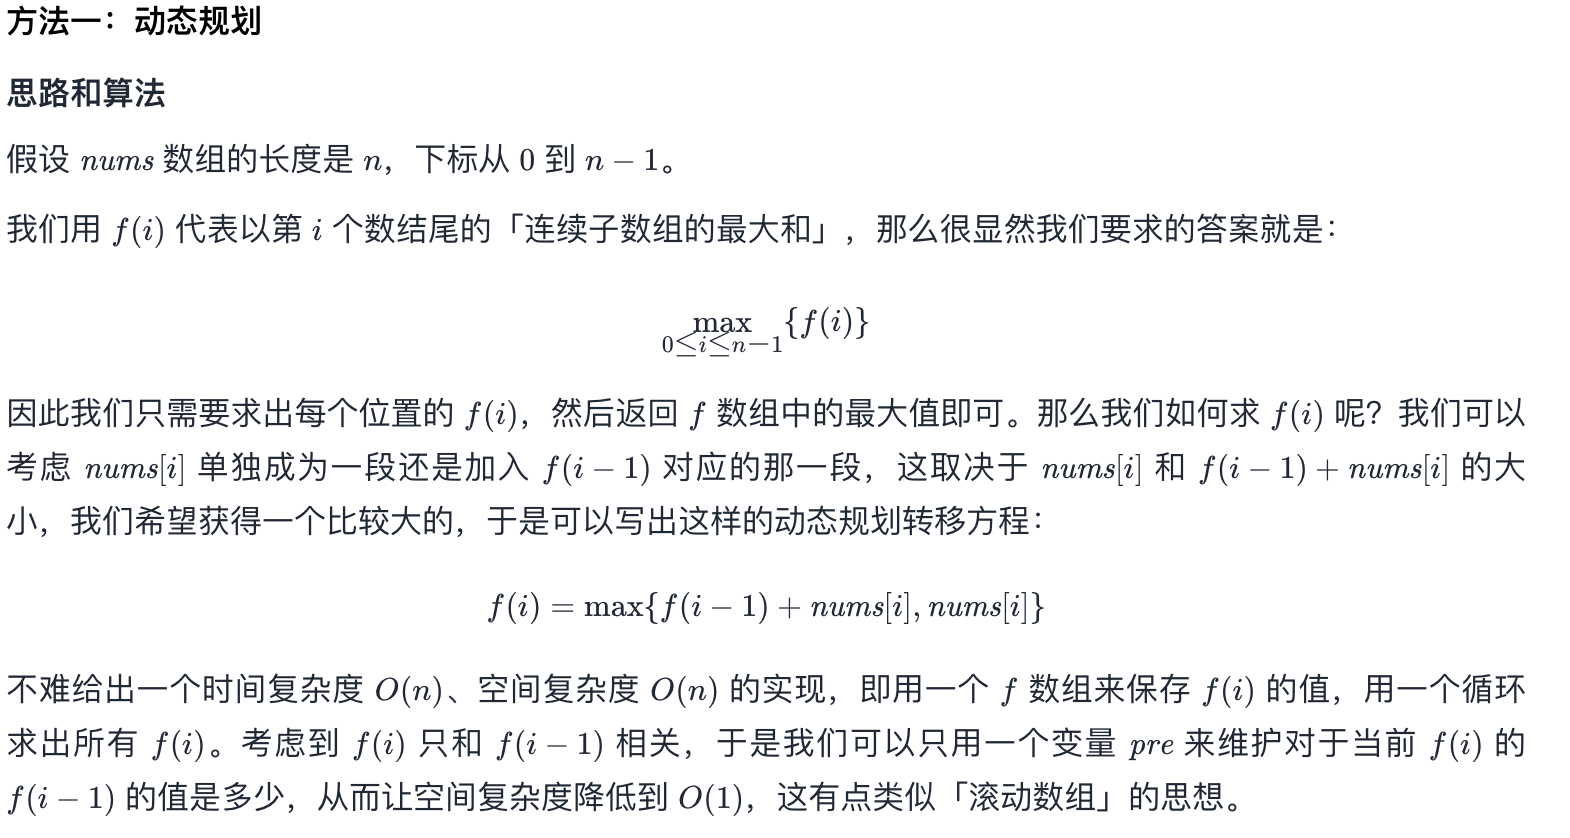 方法一：动态规划
思路和算法
假设 nums 数组的长度是 n，下标从 0 到 n − 1。
我们用 f(i) 代表以第 i 个数结尾的「连续子数组的最大和」，那么很显然我们要求的答案就是：
max {f(i)}
0≤i≤n−1
因此我们只需要求出每个位置的 f(i)，然后返回 f 数组中的最大值即可。那么我们如何求 f(i) 呢？我们可以
考虑 nums[i] 单独成为一段还是加入 f(i − 1) 对应的那一段，这取决于 nums[i] 和 f(i − 1) + nums[i] 的大
小，我们希望获得一个比较大的，于是可以写出这样的动态规划转移方程：
f(i) = max{f(i − 1) + nums[i], nums[i]}
不难给出一个时间复杂度 O(n)、空间复杂度 O(n) 的实现，即用一个 f 数组来保存 f(i) 的值，用一个循环
求出所有 f(i)。考虑到 f(i) 只和 f(i − 1) 相关，于是我们可以只用一个变量 pre 来维护对于当前 f(i) 的
f(i − 1) 的值是多少，从而让空间复杂度降低到 O(1)，这有点类似「滚动数组」的思想。